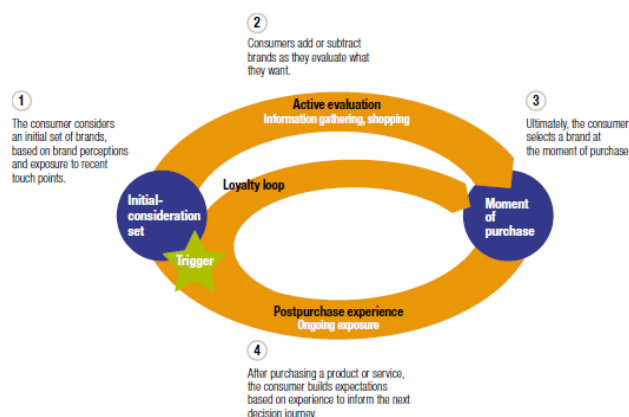 2
Consumers add or subtract
brands as they evaluate what
they want.
1
The consumer considers
an initial set of brands,
based on brand perceptions
and exposure to recent
touch points.
Active evaluation
Information gathering, shopping
3
Ultimately, the consumer
selects a brand at
the moment of purchase
Loyalty loop
Initial-
consideration
set
Moment
of
purchase
Trigger
Postpurchase experience
Ongoing exposure
4
After purchasing a product or service,
the consumer builds expectations
based on experience to inform the next
decision journey